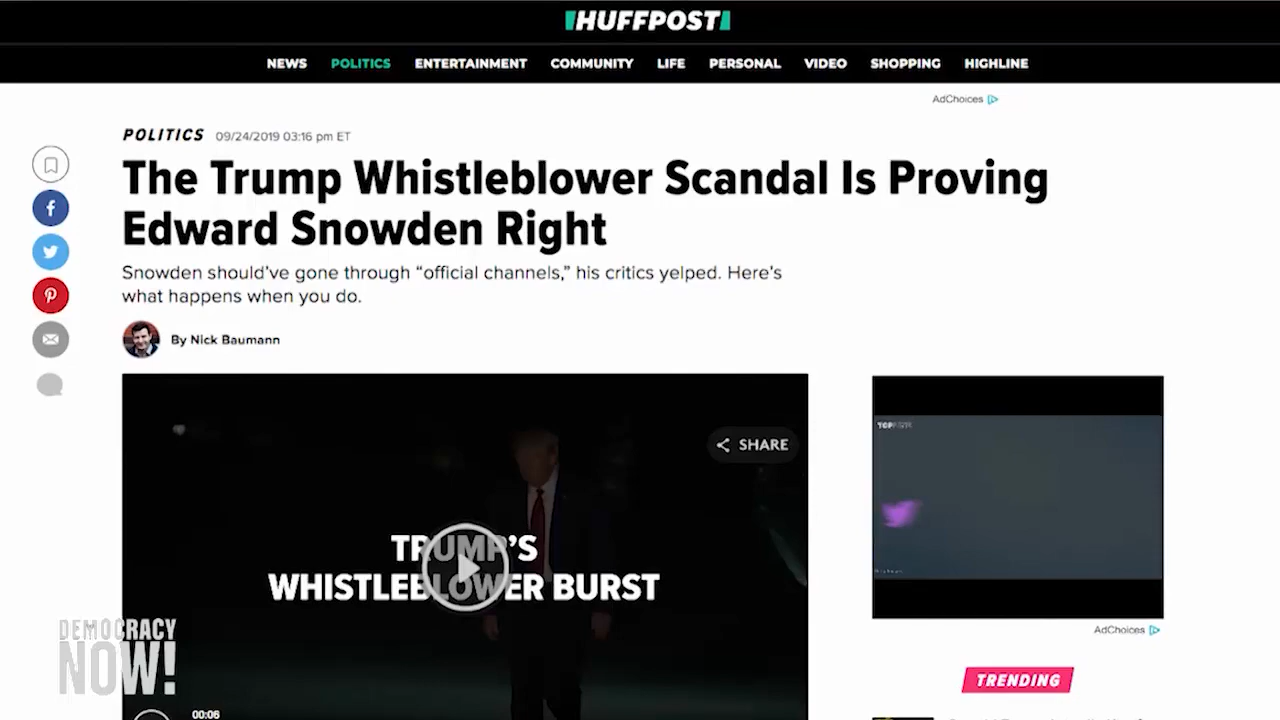 HUFFPOST
NEWS POLITICS ENTERTAINMENT COMMUNITY LIFE PERSONAL VIDEO SHOPPING HIGHLINE
AdChoices
POLITICS 09/24/2019 03:16 pm ET
The Trump Whistleblower Scandal Is Proving
Edward Snowden Right
Snowden should've gone through “official channels,” his critics yelped. Here's
what happens when you do.
By Nick Baumann
SHARE
TRUMP'S
WHISTLEBLOWER BURST
00:06
AdChoices
TRENDING
DEMOCRACY
NOW!